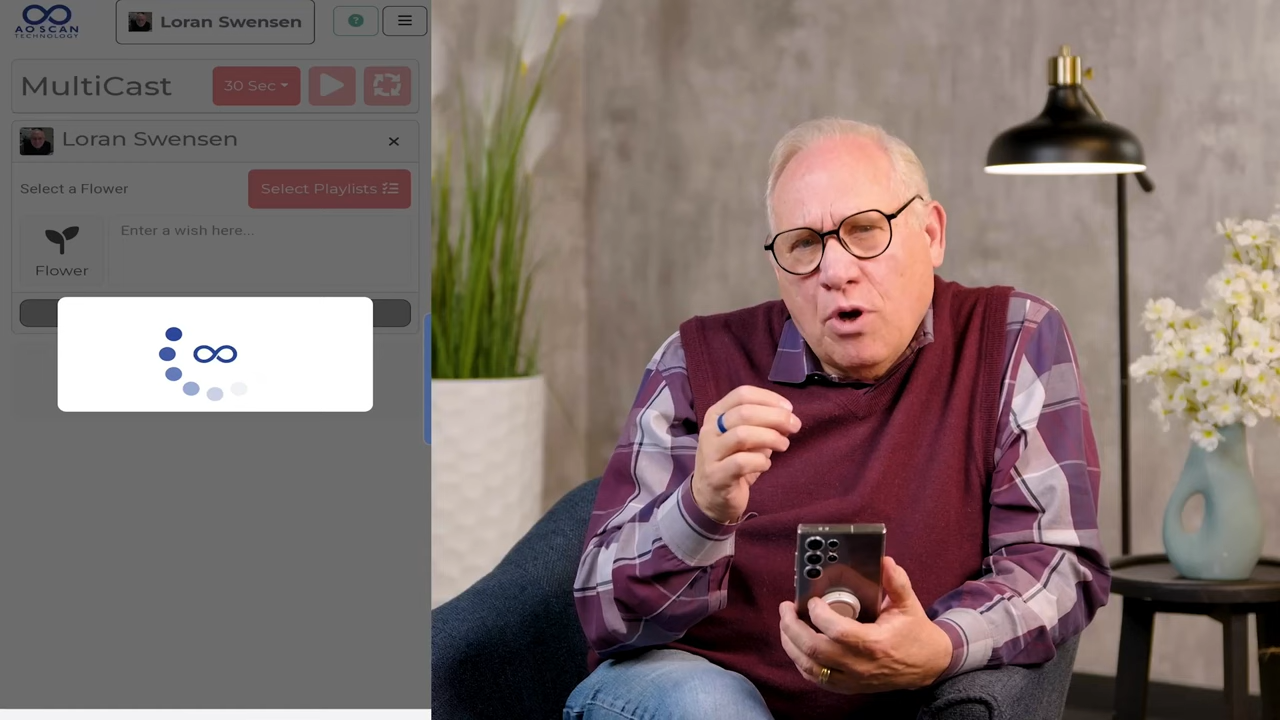 AO SCAN
TECHNOLOGY
Loran Swensen
?
MultiCast
30 Sec
Loran Swensen
×
Select a Flower
Select Playlists
Flower
Enter a wish here...